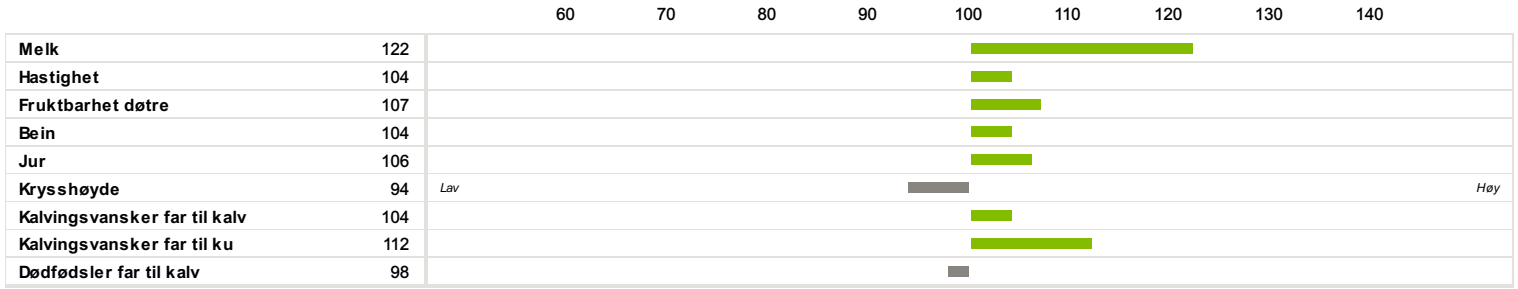 60 70 80 90 100 110 120 130 140
Melk 122
Hastighet 104
Fruktbarhet døtre 107
Bein 104
Jur 106
Krysshøyde 94 Lav Høy
Kalvingsvansker far til kalv 104
Kalvingsvansker far til ku 112
Dødfødsler far til kalv 98